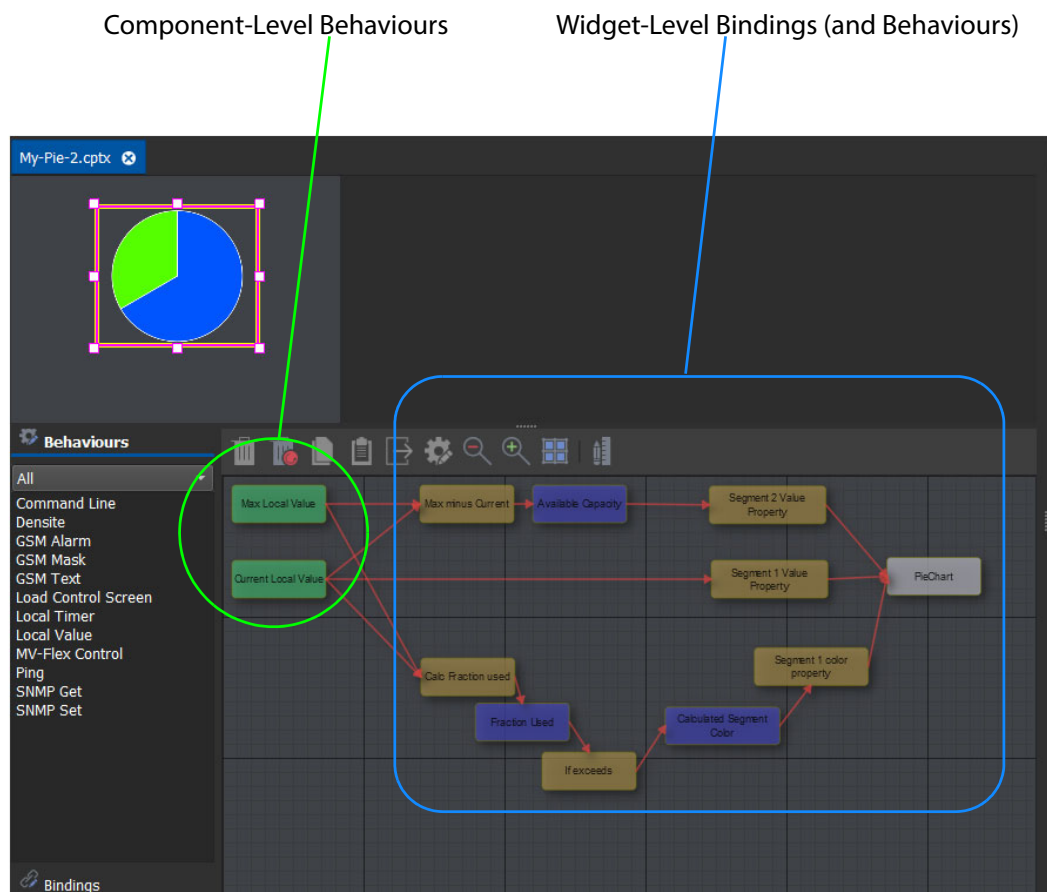 Component-Level Behaviours
Widget-Level Bindings (and Behaviours)
My-Pie-2.cptx
Behaviours
All
Command Line
Densite
GSM Alarm
GSM Mask
GSM Text
Load Control Screen
Local Timer
Local Value
MV-Flex Control
Ping
SNMP Get
SNMP Set
Bindings
Max Local Value
Max minus Current
Available Capacity
Segment 2 Value
Property
Current Local Value
Segment 1 Value
Property
PieChart
Calc Fraction used
Segment 1 color
property
Fraction Used
Calculated Segment
Color
If exceeds